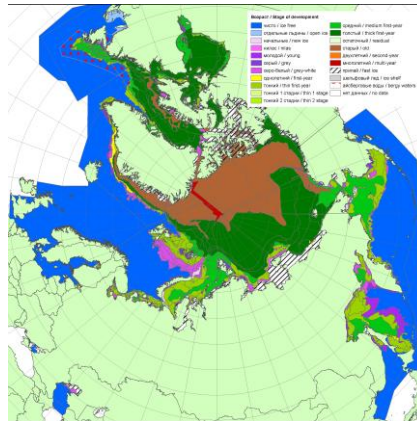 Возраст / Stage of development
чисто / ice free
отдельные льдины / open ice
начальных / new ice
нилас / nilas
молодой / young
серый / grey
серо-белый / grey-white
однолетний / first-year
тонкий / thin first-year
тонкий 1 стадии / thin 1 stage
тонкий 2 стадии / thin 2 stage
средний / medium first-year
толстый / thick first-year
остаточный / residual
старый / old
двухлетний / second-year
многолетний / multi-year
припай / fast ice
шельфовый лед / ice shelf
айсберговые воды / bergy waters
нет данных / no data